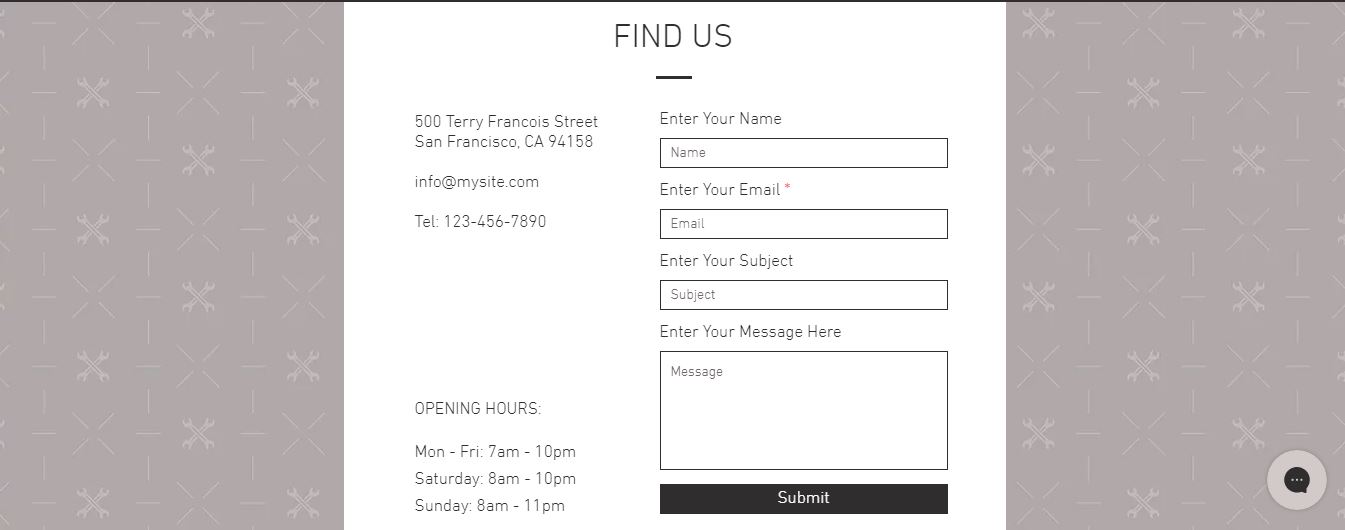 FIND US
500 Terry Francois Street
San Francisco, CA 94158
info@mysite.com
Tel: 123-456-7890
OPENING HOURS:
Mon - Fri: 7am - 10pm
Saturday: 8am - 10pm
Sunday: 8am - 11pm
Enter Your Name
Name
Enter Your Email *
Email
Enter Your Subject
Subject
Enter Your Message Here
Message
Submit